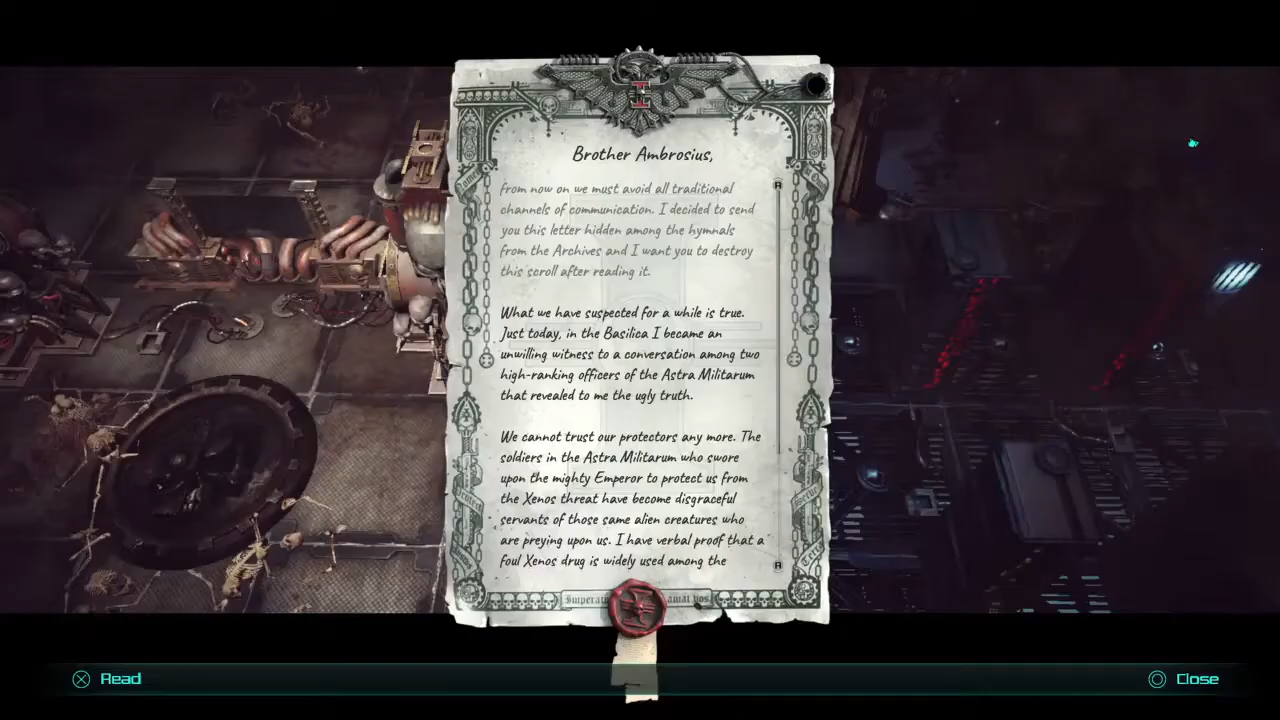 Brother Ambrosius,
from now on we must avoid all traditional
channels of communication. I decided to send
you this letter hidden among the hymnals
from the Archives and I want you to destroy
this scroll after reading it.
What we have suspected for a while is true.
Just today, in the Basilica I became an
unwilling witness to a conversation among two
high-ranking officers of the Astra Militarum
that revealed to me the ugly truth.
We cannot trust our protectors any more. The
soldiers in the Astra Militarum who swore
upon the mighty Emperor to protect us from
the Xenos threat have become disgraceful
servants of those same alien creatures who
are preying upon us. I have verbal proof that a
foul Xenos drug is widely used among the
R
R
Read
Close